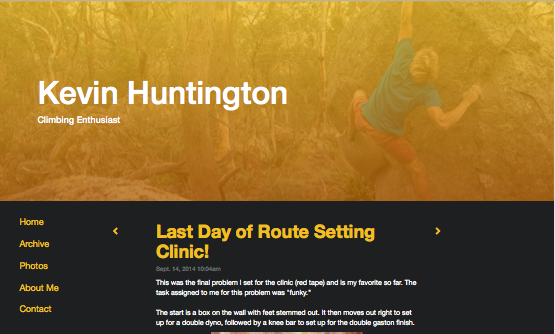 Kevin Huntington
Climbing Enthusiast
Home
Archive
Photos
About Me
Contact
Last Day of Route Setting
Clinic!
Sept. 14, 2014 10:04am
This was the final problem I set for the clinic (red tape) and is my favorite so far. The
task assigned to me for this problem was "funky."
The start is a box on the wall with feet stemmed out. It then moves out right to set
up for a double dyno, followed by a knee bar to set up for the double gaston finish.